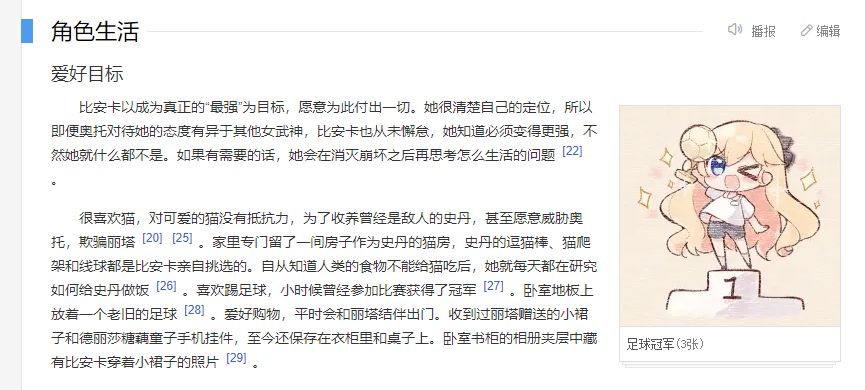 角色生活
播报 编辑
爱好目标
比安卡以成为真正的“最强”为目标，愿意为此付出一切。她很清楚自己的定位，所以
即便奥托对待她的态度有异于其他女武神，比安卡也从未懈怠，她知道必须变得更强，不
然她就什么都不是。如果有需要的话，她会在消灭崩坏之后再思考怎么生活的问题 [22]
。
很喜欢猫，对可爱的猫没有抵抗力，为了收养曾经是敌人的史丹，甚至愿意威胁奥
托，欺骗丽塔 [20] [25] 。家里专门留了一间房子作为史丹的猫房，史丹的逗猫棒、猫爬
架和线球都是比安卡亲自挑选的。自从知道人类的食物不能给猫吃后，她就每天都在研究
如何给史丹做饭 [26] 。喜欢踢足球，小时候曾经参加比赛获得了冠军 [27] 。卧室地板上
放着一个老旧的足球 [28] 。爱好购物，平时会和丽塔结伴出门。收到过丽塔赠送的小裙
子和德丽莎糖藕童子手机挂件，至今还保存在衣柜里和桌子上。卧室书柜的相册夹层中藏
有比安卡穿着小裙子的照片 [29] 。
1
足球冠军(3张)